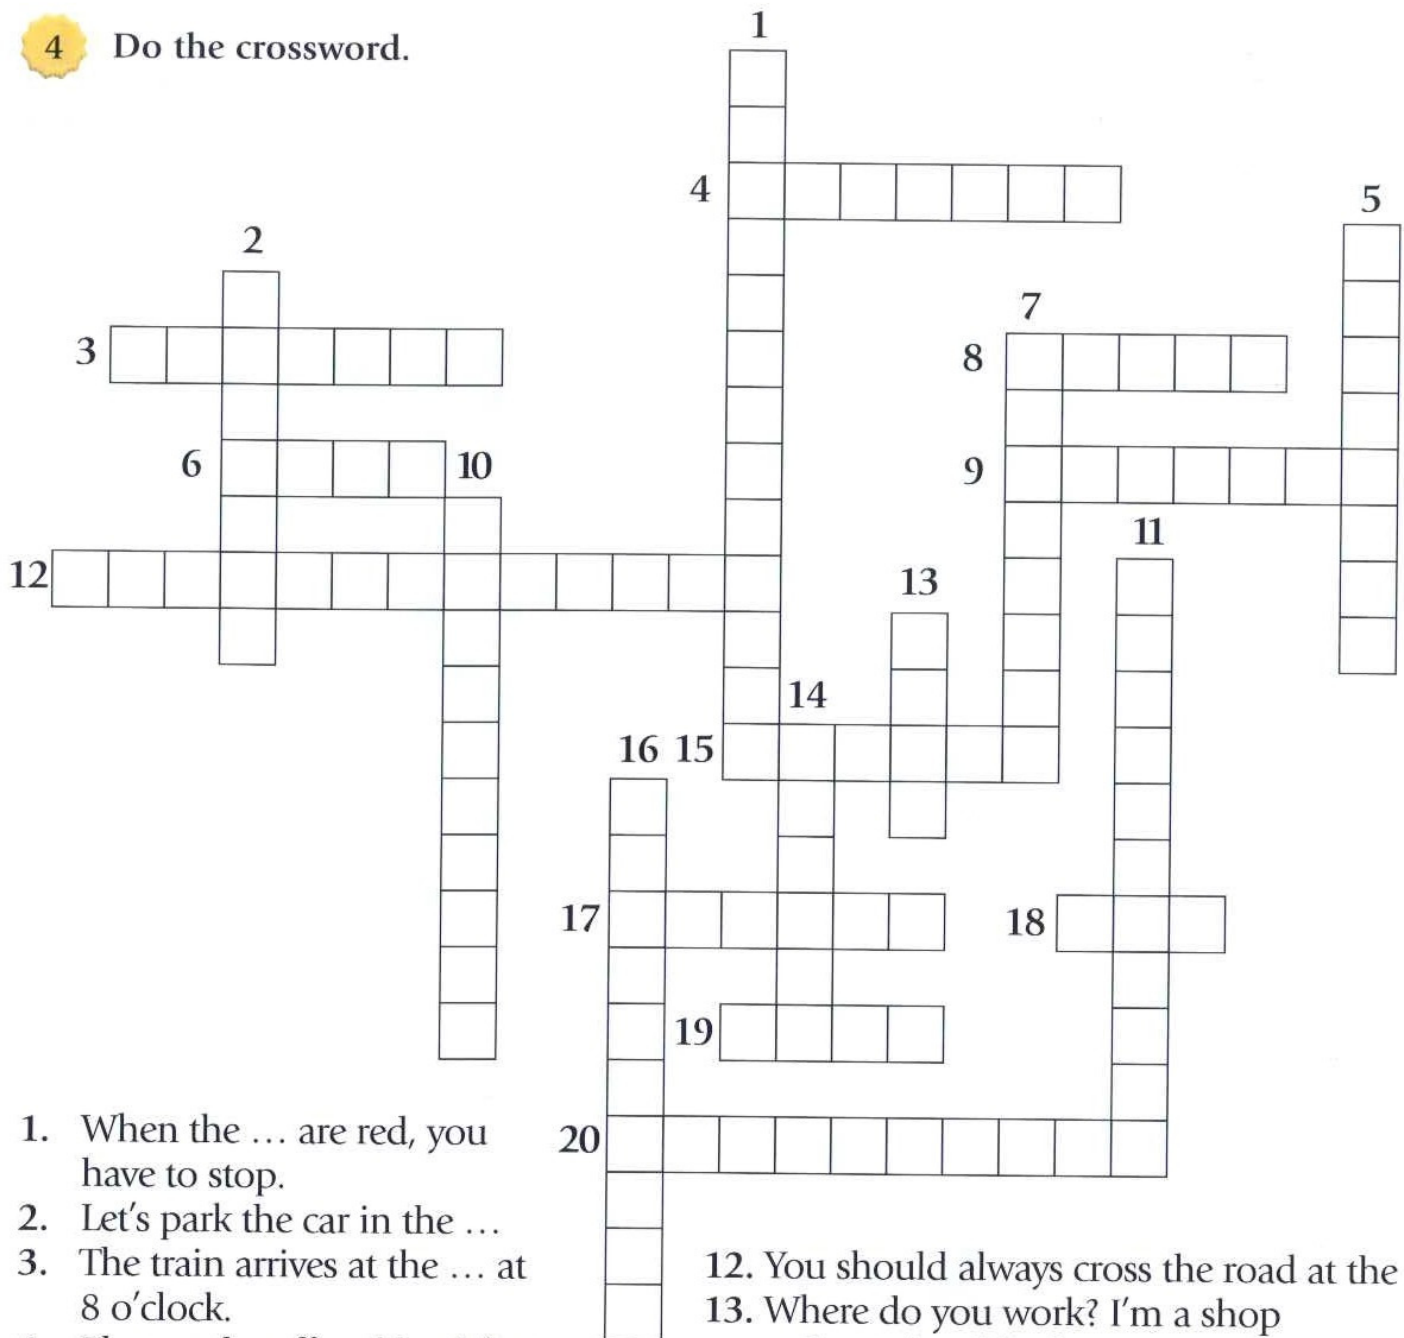 4 Do the crossword.
1
4
5
2
7
3
8
6
10
9
11
12
13
14
16 15
17
18
19
20
1. When the ... are red, you
have to stop.
2. Let's park the car in the ...
3. The train arrives at the ... at
8 o'clock.
12. You should always cross the road at the
13. Where do you work? I'm a shop